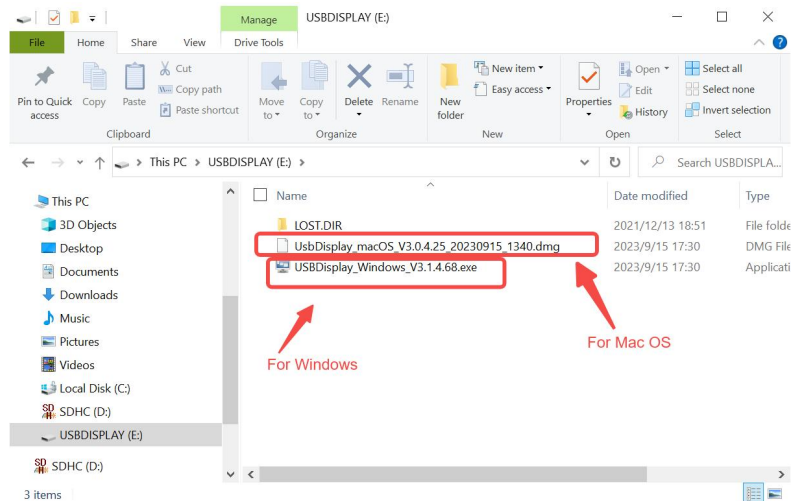 Manage
USBDISPLAY (E:)
File
Home
Share
View
Drive Tools
Pin to Quick
access
Copy
Paste
Cut
Copy path
Paste shortcut
Clipboard
Move
to
Copy
to
Delete
Rename
Organize
New
folder
New item
Easy access
New
Properties
Open
Edit
History
Open
Select all
Select none
Invert selection
Select
This PC > USBDISPLAY (E:) >
Search USBDISPLA...
Name
Date modified
Type
This PC
3D Objects
Desktop
Documents
Downloads
Music
Pictures
Videos
Local Disk (C:)
SDHC (D:)
USBDISPLAY (E:)
SDHC (D:)
LOST.DIR 2021/12/13 18:51 File folde
UsbDisplay_macOS_V3.0.4.25_20230915_1340.dmg 2023/9/15 17:30 DMG File
USBDisplay_Windows_V3.1.4.68.exe 2023/9/15 17:30 Applicati
For Mac OS
For Windows
3 items